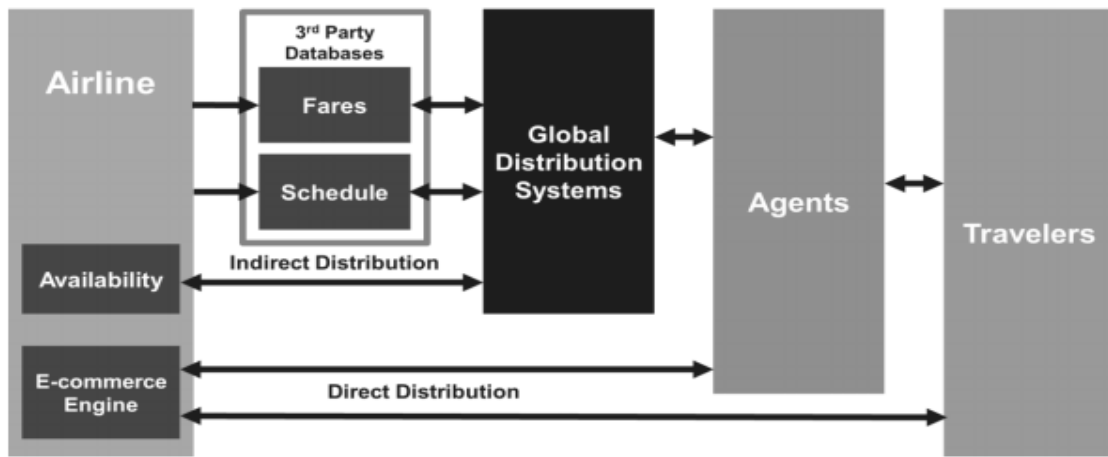 Airline
3rd Party
Databases
Fares
Schedule
Global
Distribution
Systems
Agents
Travelers
Availability
Indirect Distribution
E-commerce
Engine
Direct Distribution